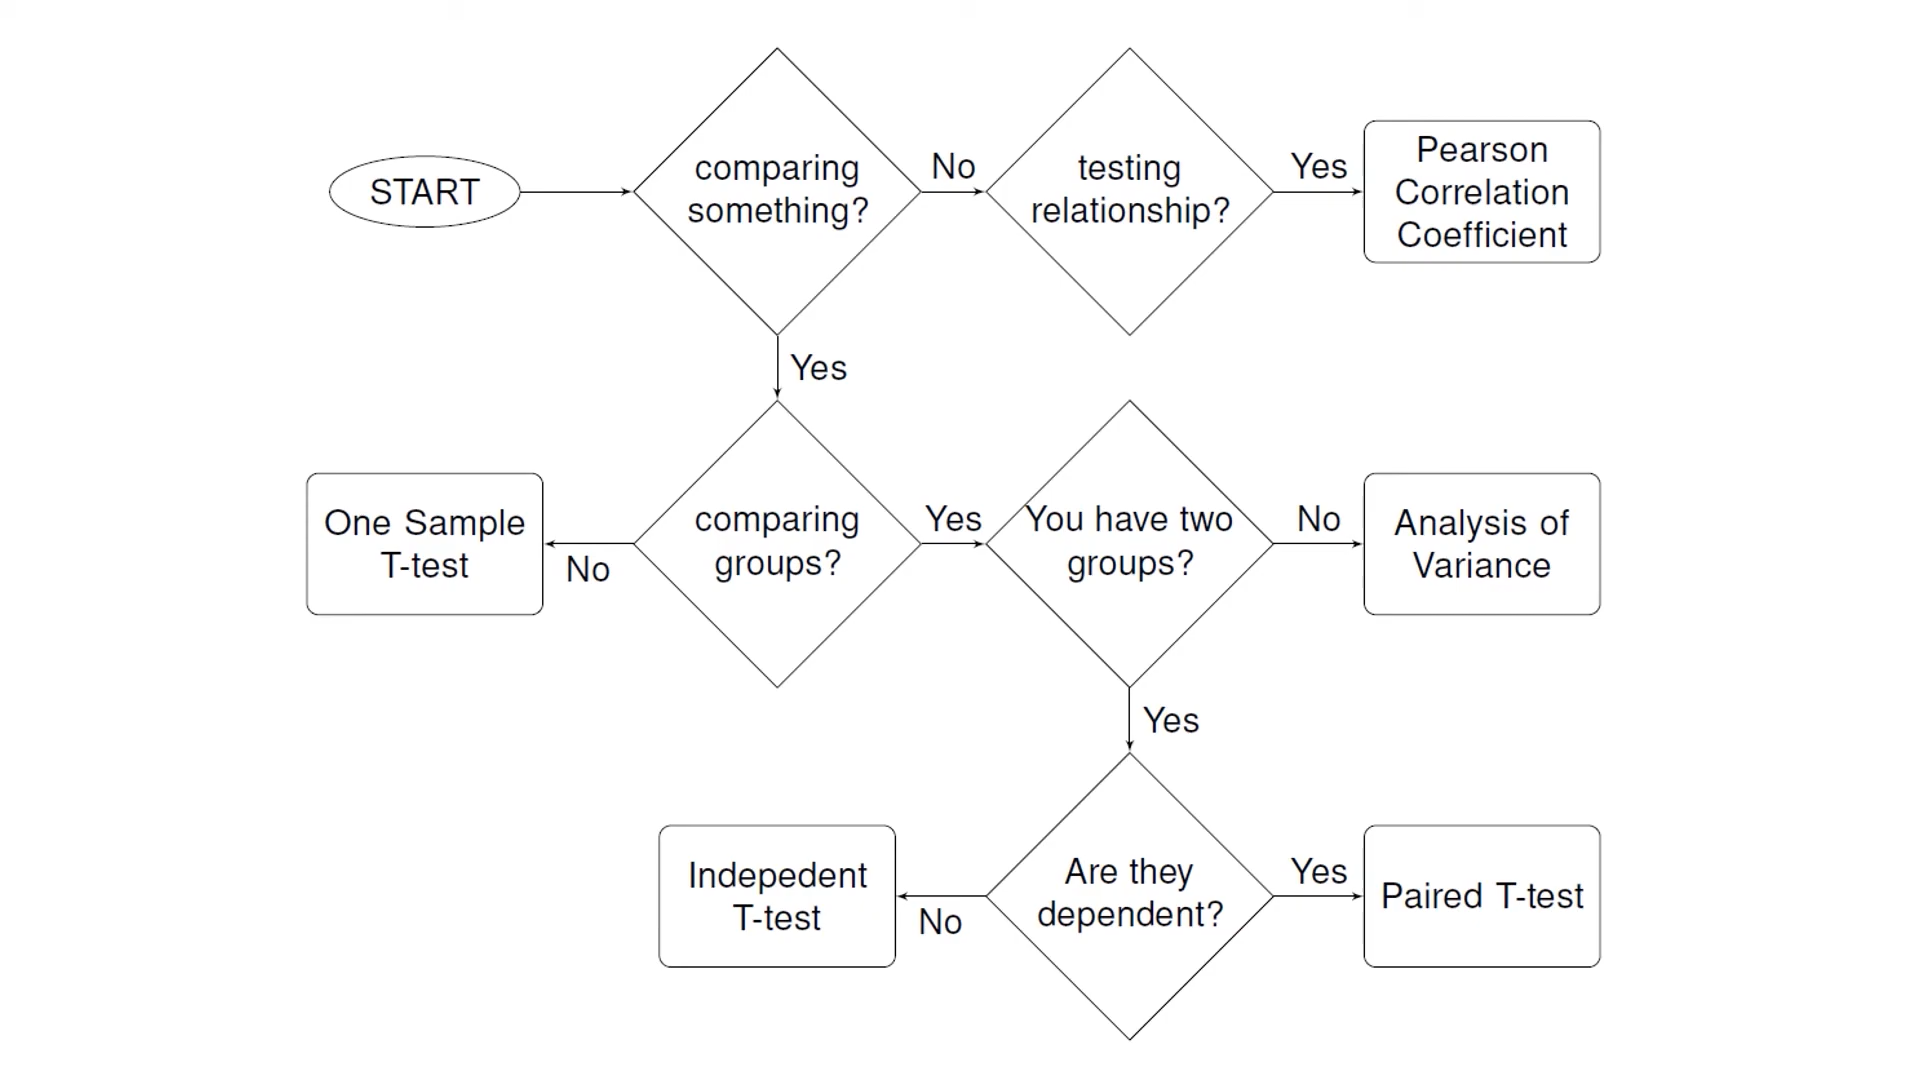 START
comparing
something?
No
testing
relationship?
Yes
Pearson
Correlation
Coefficient
Yes
One Sample
T-test
No
comparing
groups?
Yes
You have two
groups?
No
Analysis of
Variance
Yes
Indepedent
T-test
No
Are they
dependent?
Yes
Paired T-test